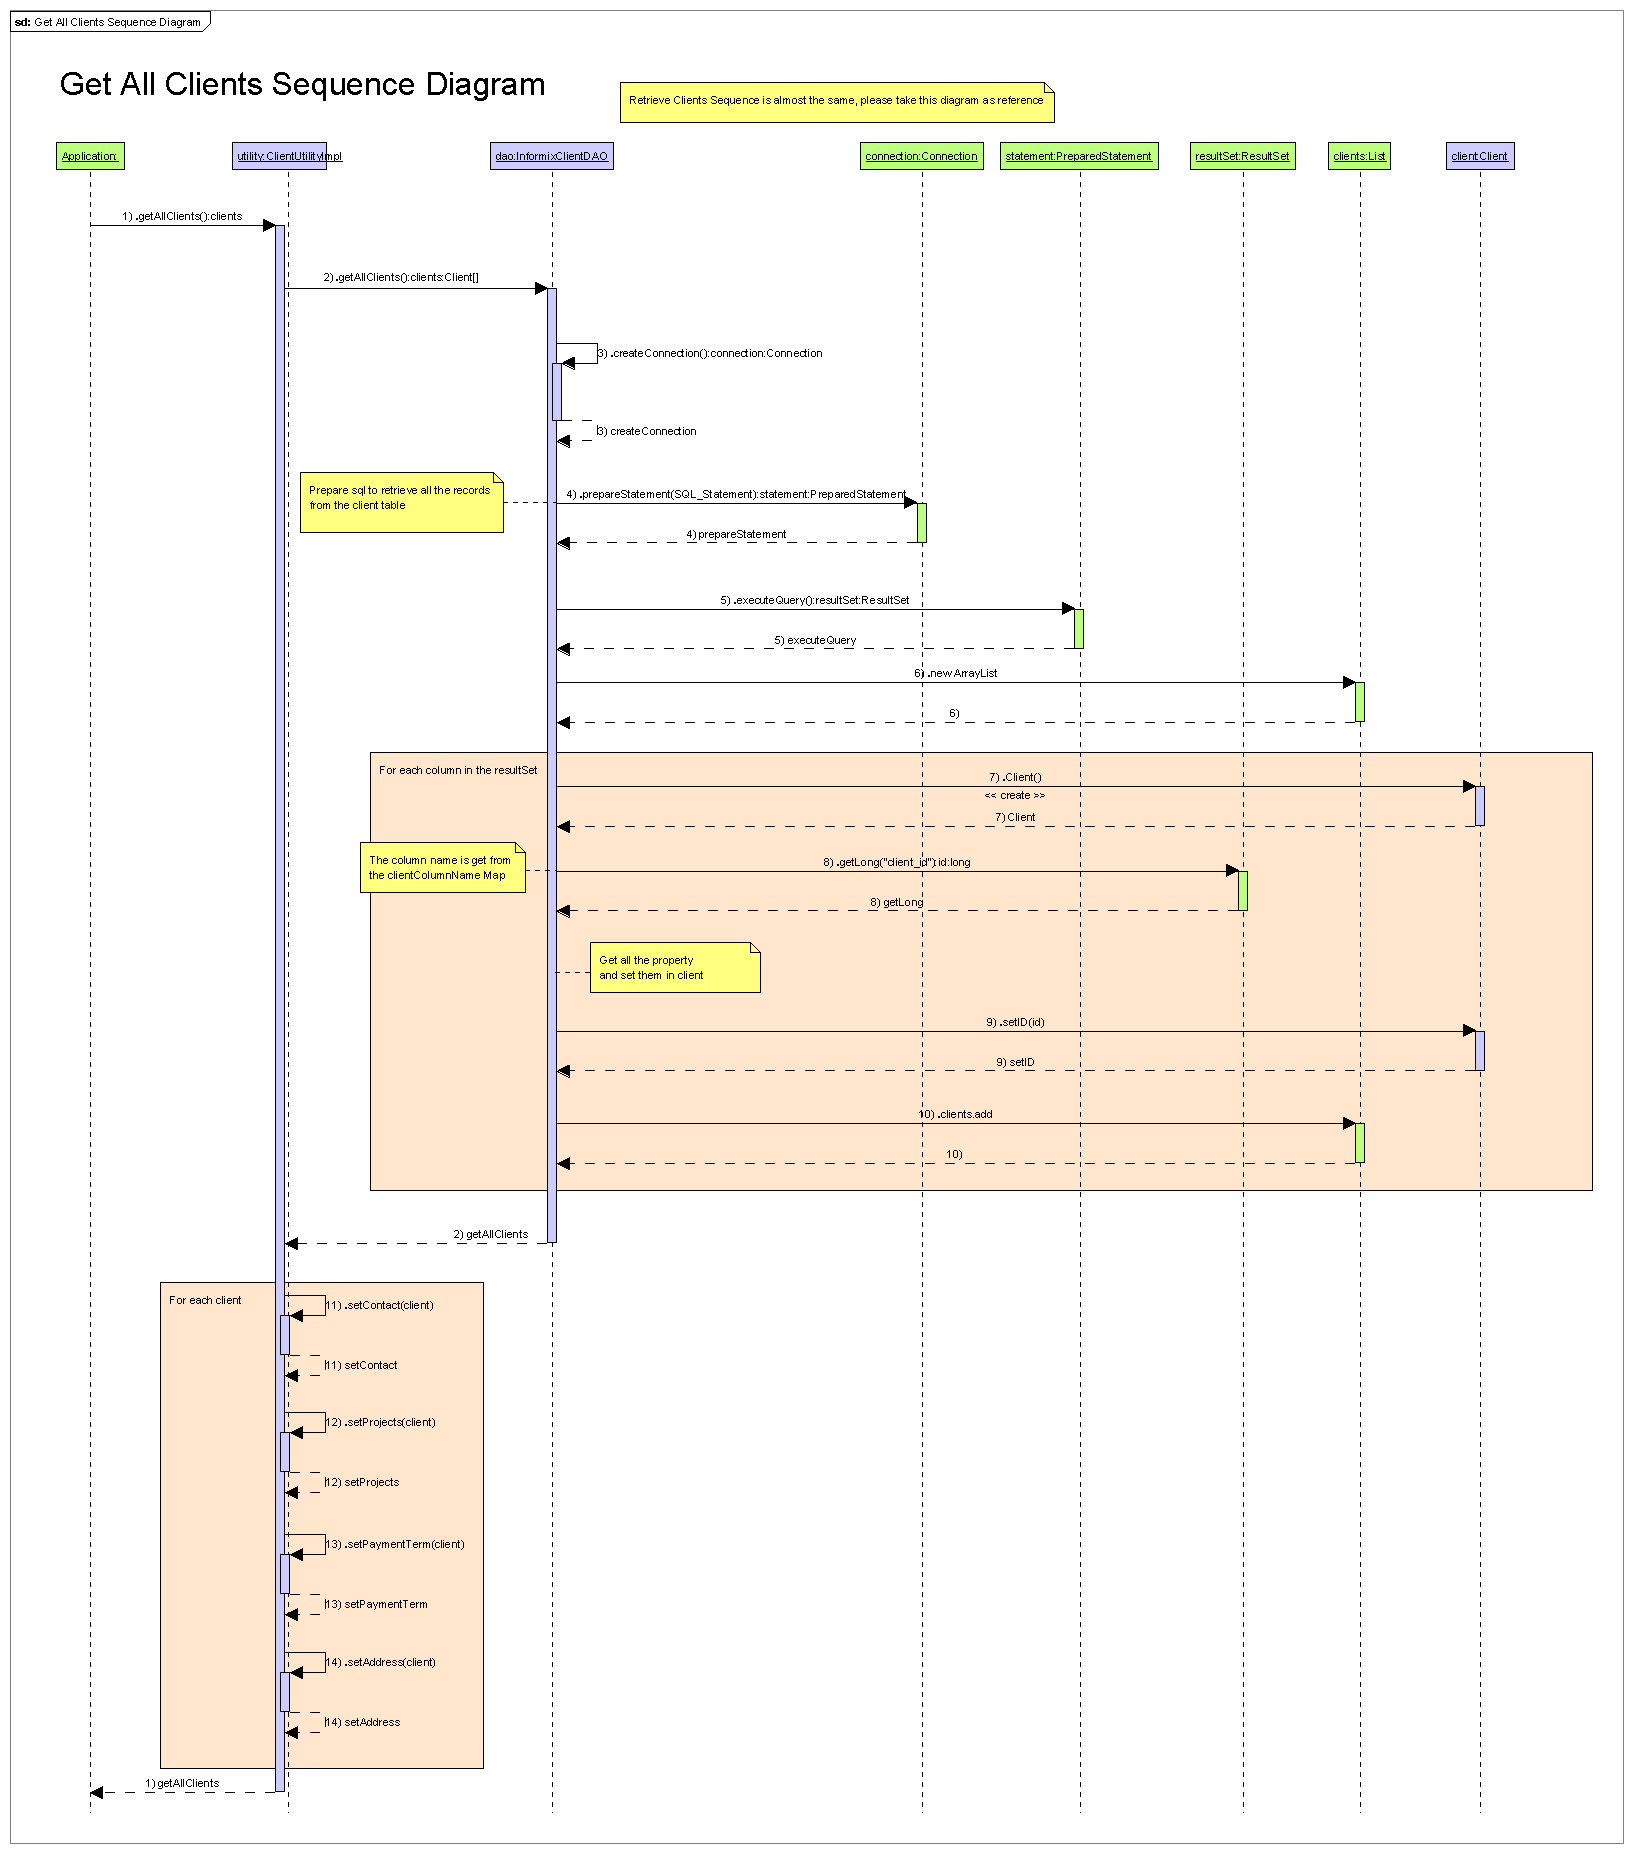 sd: Get All Clients Sequence Diagram
Get All Clients Sequence Diagram
Retrieve Clients Sequence is almost the same, please take this diagram as reference
Application:
utility:ClientUtilityImpl
dao:InformixClientDAO
connection:Connection
statement:PreparedStatement
resultSet:ResultSet
clients:List
client:Client
1) .getAllClients():clients
2) .getAllClients():clients:Client[]
3) .createConnection():connection:Connection
3) createConnection
Prepare sql to retrieve all the records
from the client table
4) .prepareStatement(SQL_Statement):statement:PreparedStatement
4) prepareStatement
5) .executeQuery():resultSet:ResultSet
5) executeQuery
6) .new ArrayList
6)
For each column in the resultSet
7) .Client()
<< create >>
7) Client
The column name is get from
the clientColumnName Map
8) .getLong("client_id"):id:long
8) getLong
Get all the property
and set them in client
9) .setID(id)
9) setID
10) .clients.add
10)
2) getAllClients
For each client
11) .setContact(client)
11) setContact
12) .setProjects(client)
12) setProjects
13) .setPaymentTerm(client)
13) setPaymentTerm
14) .setAddress(client)
14) setAddress
1) getAllClients